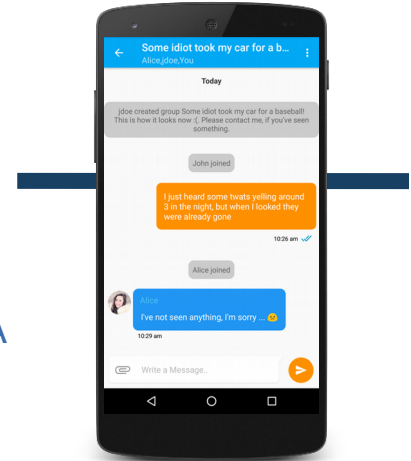 Some idiot took my car for a b...
Alice,jdoe,You
Today
jdoe created group Some idiot took my car for a baseball!
This is how it looks now :(. Please contact me, if you've seen
something.
John joined
I just heard some twats yelling around
3 in the night, but when I looked they
were already gone
10:26 am
Alice joined
Alice
I've not seen anything, I'm sorry ... 😕
10:29 am
A
Write a Message..